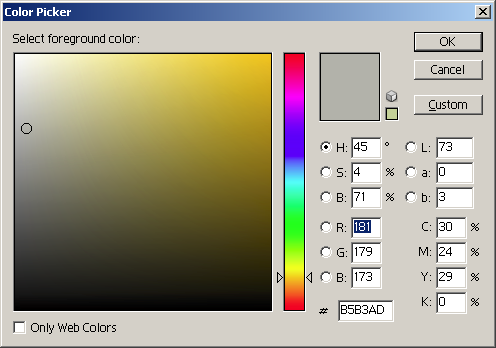 Color Picker
Select foreground color:
OK
Cancel
Custom
H: 45 °
S: 4 %
B: 71 %
R: 181
G: 179
B: 173
# B5B3AD
L: 73
a: 0
b: 3
C: 30 %
M: 24 %
Y: 29 %
K: 0 %
Only Web Colors